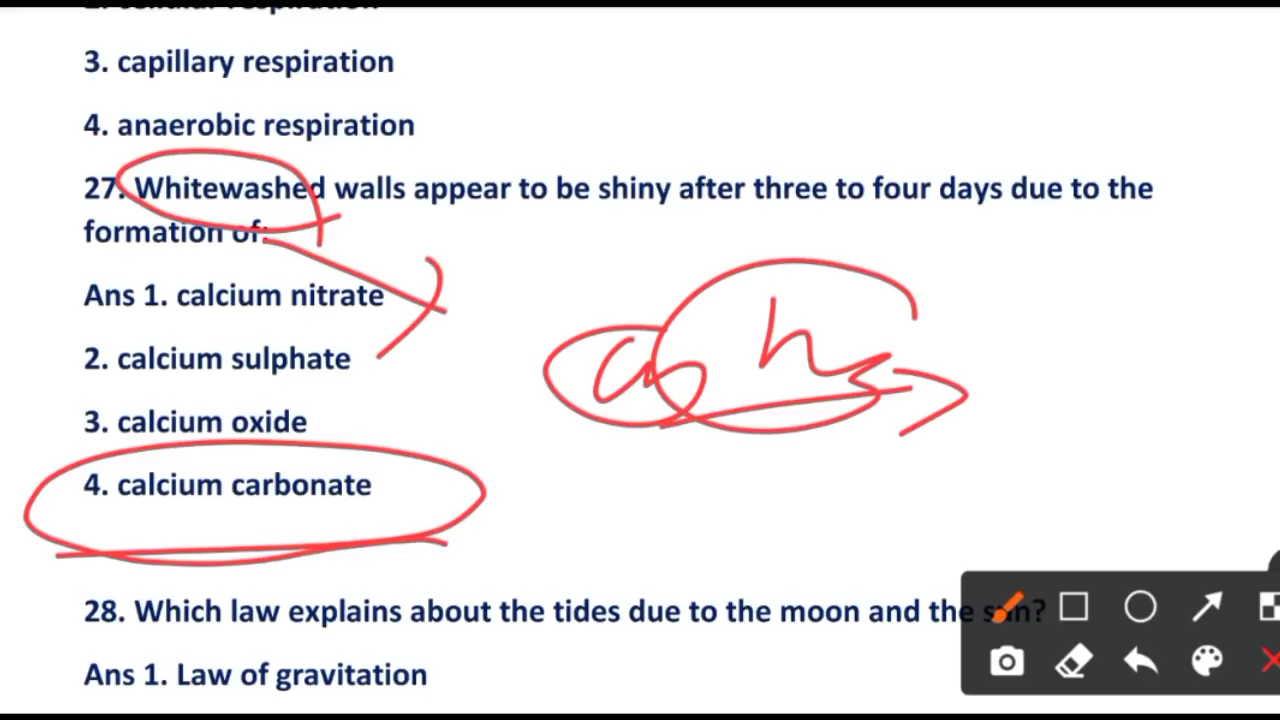 3. capillary respiration
4. anaerobic respiration
27. Whitewashed walls appear to be shiny after three to four days due to the
formation of:
Ans 1. calcium nitrate
2. calcium sulphate
3. calcium oxide
4. calcium carbonate
28. Which law explains about the tides due to the moon and the sun?
Ans 1. Law of gravitation